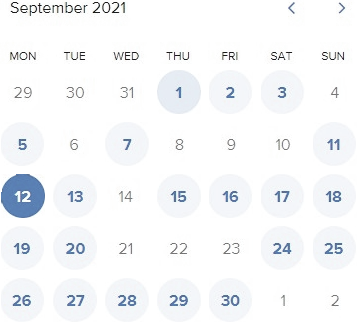 September 2021
MON TUE WED THU FRI SAT SUN
29 30 31 1 2 3 4
5 6 7 8 9 10 11
12 13 14 15 16 17 18
19 20 21 22 23 24 25
26 27 28 29 30 1 2